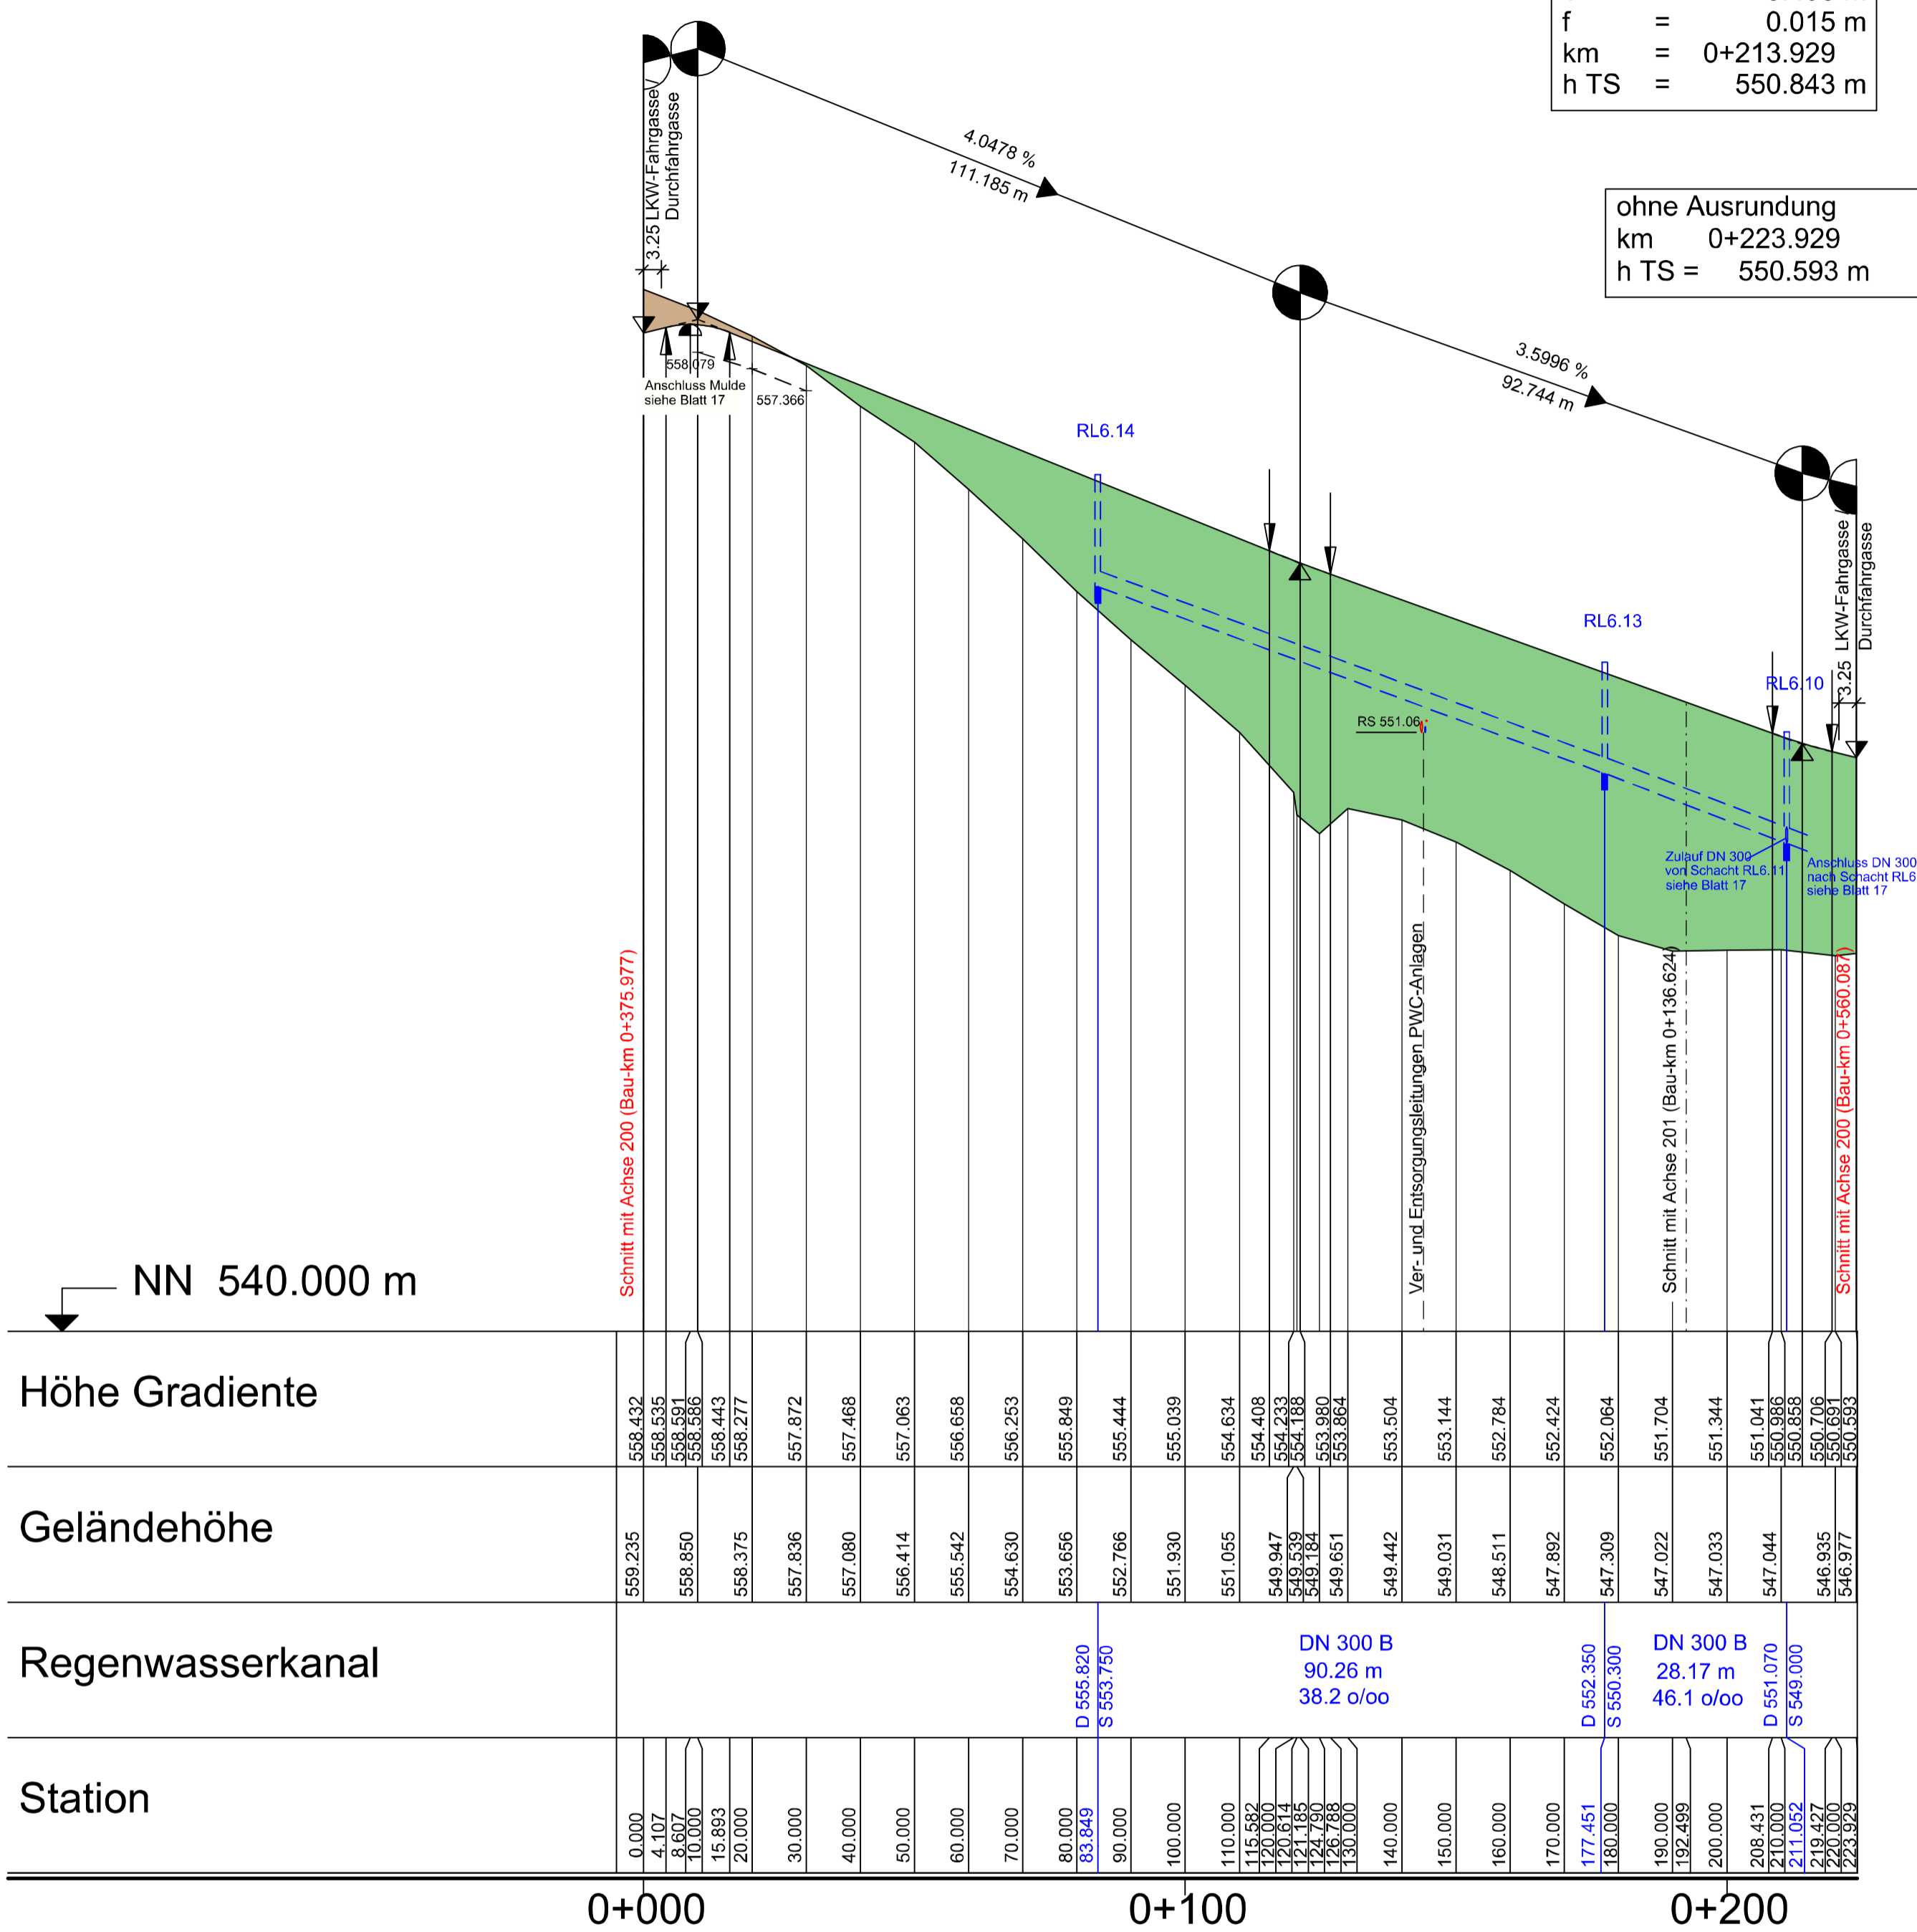 f = 0.015 m
km = 0+213.929
h TS = 550.843 m
ohne Ausrundung
km 0+223.929
h TS = 550.593 m
3.25 LKW-Fahrgasse
Durchfahrgasse
4.0478 %
111.185 m
3.5996 %
92.744 m
558.079
Anschluss Mulde
siehe Blatt 17
557.366
RL6.14
RL6.13
RL6.10
3.25 LKW-Fahrgasse
Durchfahrgasse
RS 551.06
Zulauf DN 300
von Schacht RL6.11
siehe Blatt 17
Anschluss DN 300
nach Schacht RL6
siehe Blatt 17
Schnitt mit Achse 200 (Bau-km 0+375.977)
Ver- und Entsorgungsleitungen PWC-Anlagen
Schnitt mit Achse 201 (Bau-km 0+136.624)
Schnitt mit Achse 200 (Bau-km 0+560.087)
NN 540.000 m
Höhe Gradiente
558.432 558.535 558.591 558.586 558.443 558.277 557.872 557.468 557.063 556.658 556.253 555.849 555.444 555.039 554.634 554.408 554.233 554.188 553.980 553.864 553.504 553.144 552.784 552.424 552.064 551.704 551.344 551.041 550.986 550.858 550.706 550.691 550.593
Geländehöhe
559.235 558.850 558.375 557.836 557.080 556.414 555.542 554.630 553.656 552.766 551.930 551.055 549.947 549.539 549.184 549.651 549.442 549.031 548.511 547.892 547.309 547.022 547.033 547.044 546.935 546.977
Regenwasserkanal
D 555.820
S 553.750
DN 300 B
90.26 m
38.2 o/oo
D 552.350
S 550.300
DN 300 B
28.17 m
46.1 o/oo
D 551.070
S 549.000
Station
0.000 4.107 8.607 10.000 15.893 20.000 30.000 40.000 50.000 60.000 70.000 80.000 83.849 90.000 100.000 110.000 115.582 120.000 120.614 121.185 124.790 126.788 130.000 140.000 150.000 160.000 170.000 177.451 180.000 190.000 192.499 200.000 208.431 210.000 211.052 219.427 220.000 223.929
0+000 0+100 0+200